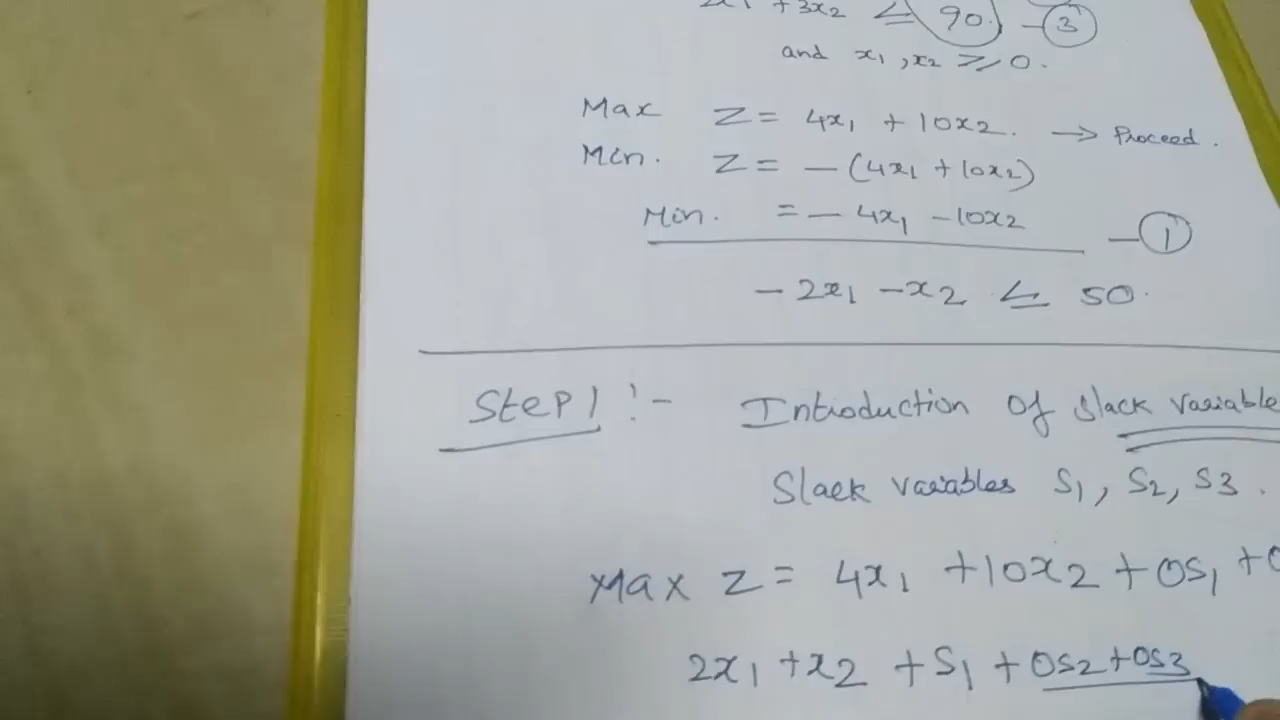 +3x2 ≤ 90 - 3
and x1, x2 ≥ 0.
Max Z = 4x1 + 10x2. → Proceed.
Min. Z = - (4x1 + 10x2)
Min. = - 4x1 - 10x2
- 1
- 2x1 - x2 ≤ 50.
Step 1 :- Introduction of slack variable
Slack variables S1, S2, S3.
Max Z = 4x1 + 10x2 + 0S1 + 0
2x1 + x2 + S1 + 0S2 + 0S3